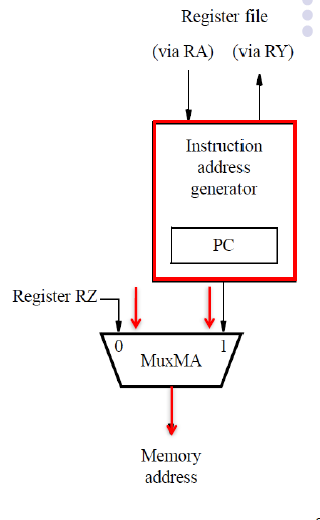 Register file
(via RA) (via RY)
Instruction
address
generator
PC
Register RZ
0 1
MuxMA
Memory
address